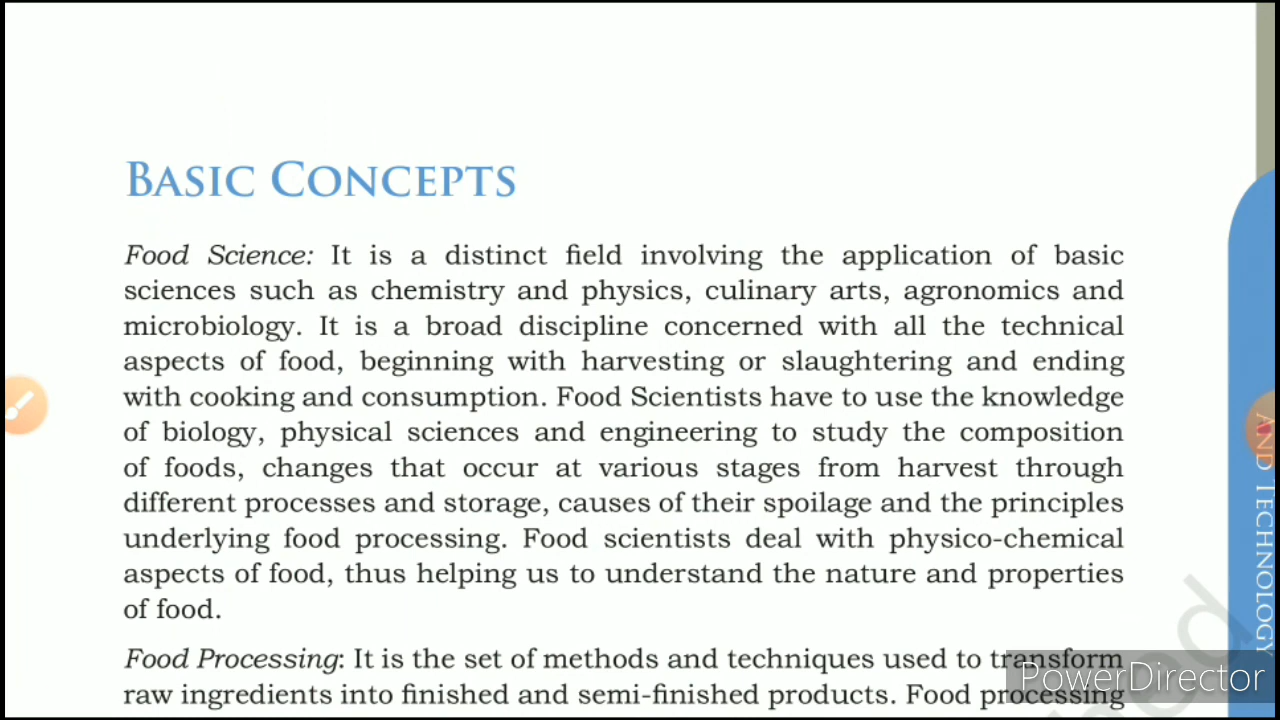 BASIC CONCEPTS
Food Science: It is a distinct field involving the application of basic
sciences such as chemistry and physics, culinary arts, agronomics and
microbiology. It is a broad discipline concerned with all the technical
aspects of food, beginning with harvesting or slaughtering and ending
with cooking and consumption. Food Scientists have to use the knowledge
of biology, physical sciences and engineering to study the composition
of foods, changes that occur at various stages from harvest through
different processes and storage, causes of their spoilage and the principles
underlying food processing. Food scientists deal with physico-chemical
aspects of food, thus helping us to understand the nature and properties
of food.
Food Processing: It is the set of methods and techniques used to transform
raw ingredients into finished and semi-finished products. Food processing
AND TECHNOLOGY
PowerDirector